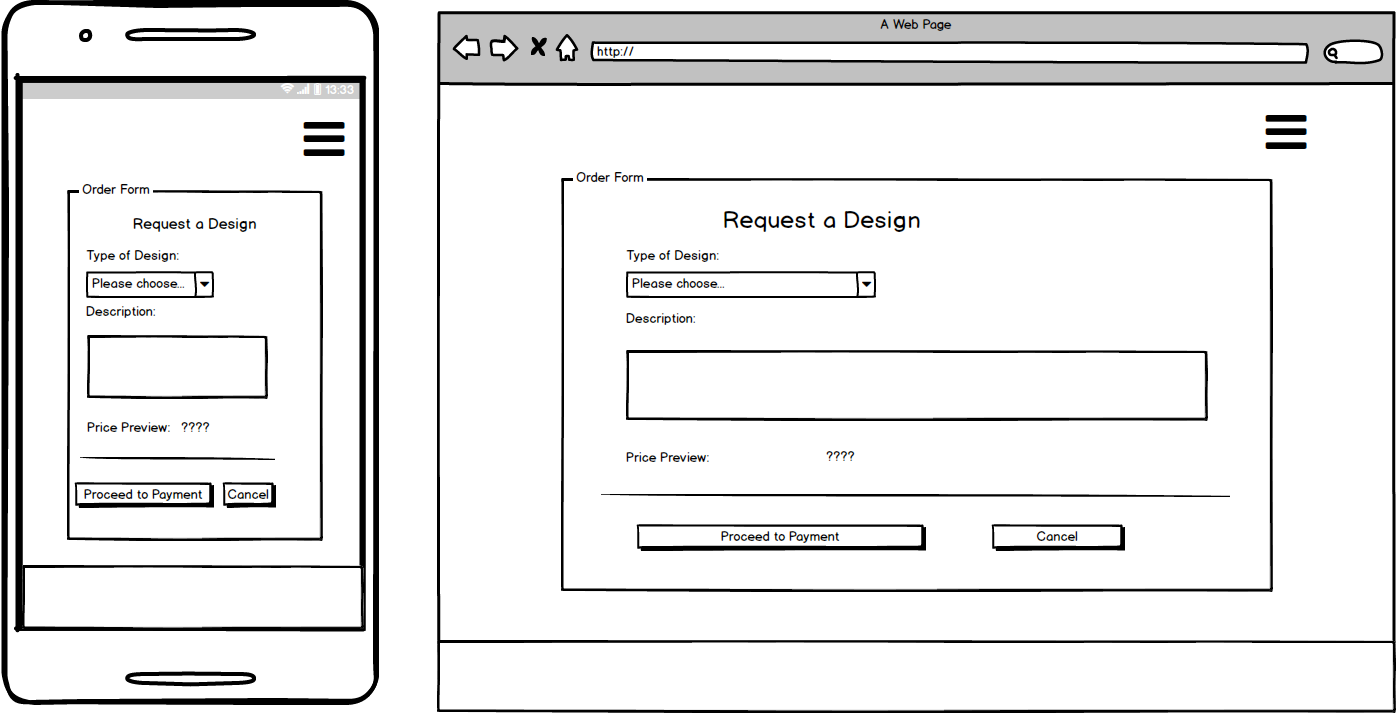 13:33
Order Form
Request a Design
Type of Design:
Please choose...
Description:
Price Preview: ????
Proceed to Payment Cancel
A Web Page
http://
Order Form
Request a Design
Type of Design:
Please choose...
Description:
Price Preview: ????
Proceed to Payment Cancel